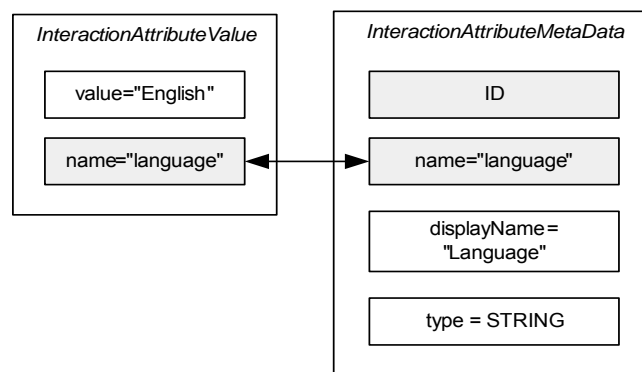 InteractionAttributeValue
value="English"
name="language"
InteractionAttributeMetaData
ID
name="language"
displayName=
"Language"
type = STRING